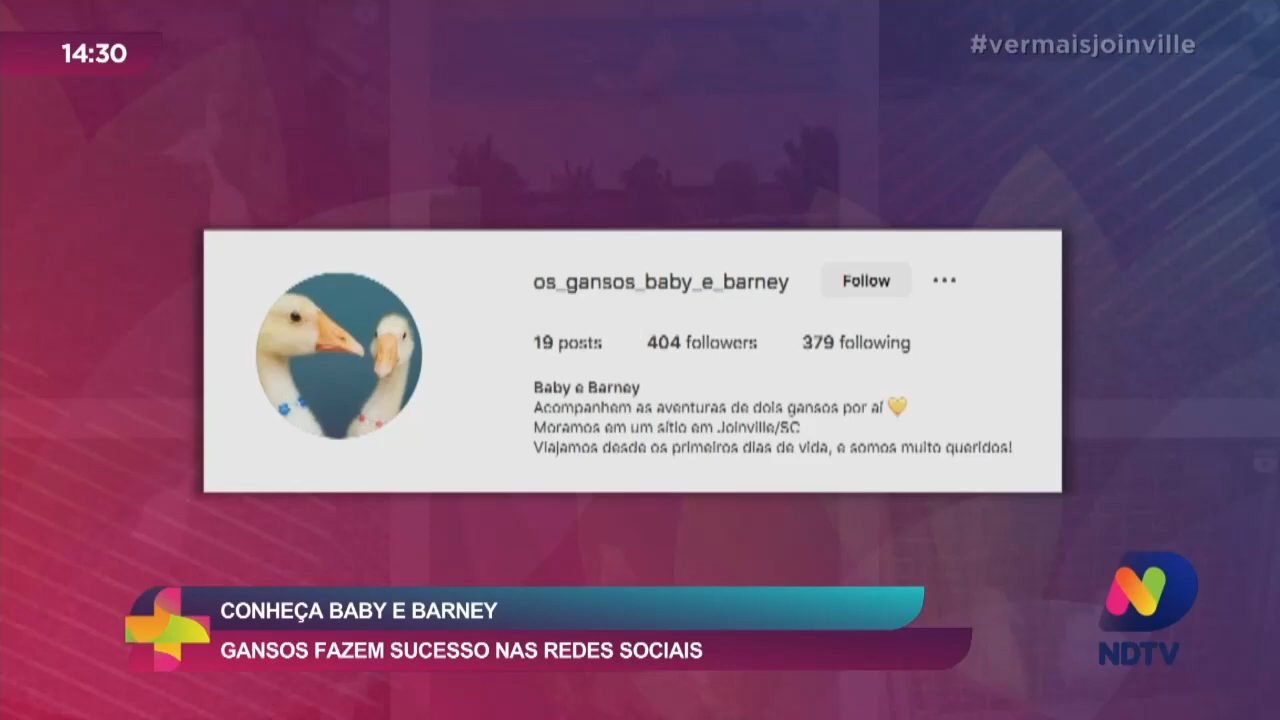 14:30
#vermaisjoinville
os_gansos_baby_e_barney
Follow
19 posts 404 followers 379 following
Baby e Barney
Acompanhem as aventuras de dois gansos por aí 💛
Moramos em um sítio em Joinville/SC
Viajamos desde os primeiros dias de vida, e somos muito queridos!
CONHEÇA BABY E BARNEY
GANSOS FAZEM SUCESSO NAS REDES SOCIAIS
N
NDTV